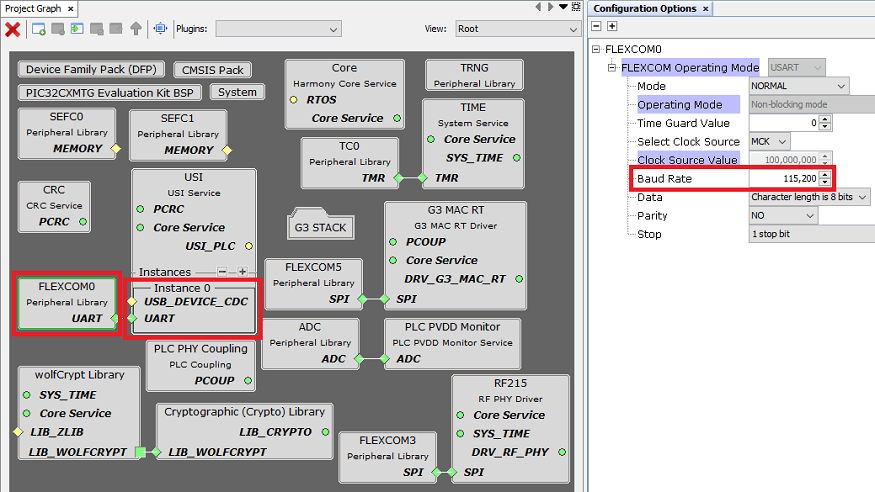 Project Graph ×
Plugins:
View: Root
Device Family Pack (DFP)
CMSIS Pack
PIC32CXMTG Evaluation Kit BSP
System
Core
Harmony Core Service
RTOS
Core Service
TRNG
Peripheral Library
SEFC0
Peripheral Library
MEMORY
SEFC1
Peripheral Library
MEMORY
TC0
Peripheral Library
TMR
TIME
System Service
Core Service
SYS_TIME
TMR
CRC
CRC Service
PCRC
USI
USI Service
PCRC
Core Service
USI_PLC
Instances
Instance 0
USB_DEVICE_CDC
UART
G3 STACK
G3 MAC RT
G3 MAC RT Driver
PCOUP
Core Service
DRV_G3_MAC_RT
SPI
FLEXCOM5
Peripheral Library
SPI
FLEXCOM0
Peripheral Library
UART
ADC
Peripheral Library
ADC
PLC PVDD Monitor
PLC PVDD Monitor Service
ADC
PLC PHY Coupling
PLC Coupling
PCOUP
wolfCrypt Library
SYS_TIME
Core Service
LIB_ZLIB
LIB_WOLFCRYPT
Cryptographic (Crypto) Library
LIB_CRYPTO
LIB_WOLFCRYPT
FLEXCOM3
Peripheral Library
SPI
RF215
RF PHY Driver
Core Service
SYS_TIME
DRV_RF_PHY
SPI
Configuration Options ×
FLEXCOM0
FLEXCOM Operating Mode USART
Mode NORMAL
Operating Mode Non-blocking mode
Time Guard Value 0
Select Clock Source MCK
Clock Source Value 100,000,000
Baud Rate 115,200
Data Character length is 8 bits
Parity NO
Stop 1 stop bit